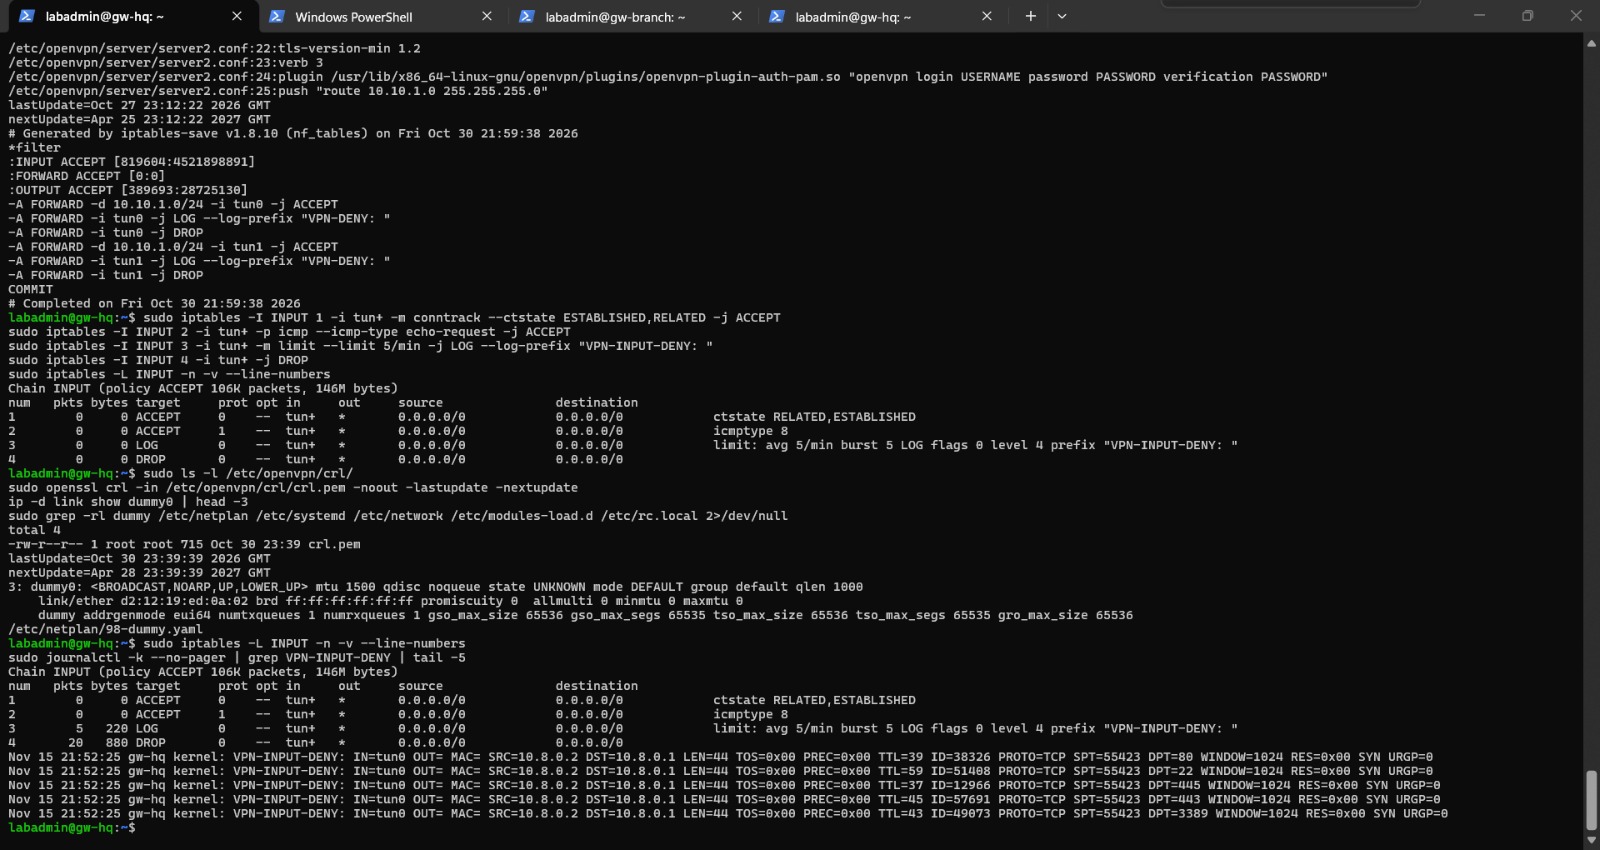 labadmin@gw-hq: ~
Windows PowerShell
labadmin@gw-branch: ~
labadmin@gw-hq: ~
/etc/openvpn/server/server2.conf:22:tls-version-min 1.2
/etc/openvpn/server/server2.conf:23:verb 3
/etc/openvpn/server/server2.conf:24:plugin /usr/lib/x86_64-linux-gnu/openvpn/plugins/openvpn-plugin-auth-pam.so "openvpn login USERNAME password PASSWORD verification PASSWORD"
/etc/openvpn/server/server2.conf:25:push "route 10.10.1.0 255.255.255.0"
lastUpdate=Oct 27 23:12:22 2026 GMT
nextUpdate=Apr 25 23:12:22 2027 GMT
# Generated by iptables-save v1.8.10 (nf_tables) on Fri Oct 30 21:59:38 2026
*filter
:INPUT ACCEPT [819604:4521898891]
:FORWARD ACCEPT [0:0]
:OUTPUT ACCEPT [389693:28725130]
-A FORWARD -d 10.10.1.0/24 -i tun0 -j ACCEPT
-A FORWARD -i tun0 -j LOG --log-prefix "VPN-DENY: "
-A FORWARD -i tun0 -j DROP
-A FORWARD -d 10.10.1.0/24 -i tun1 -j ACCEPT
-A FORWARD -i tun1 -j LOG --log-prefix "VPN-DENY: "
-A FORWARD -i tun1 -j DROP
COMMIT
# Completed on Fri Oct 30 21:59:38 2026
labadmin@gw-hq:~$ sudo iptables -I INPUT 1 -i tun+ -m conntrack --ctstate ESTABLISHED,RELATED -j ACCEPT
sudo iptables -I INPUT 2 -i tun+ -p icmp --icmp-type echo-request -j ACCEPT
sudo iptables -I INPUT 3 -i tun+ -m limit --limit 5/min -j LOG --log-prefix "VPN-INPUT-DENY: "
sudo iptables -I INPUT 4 -i tun+ -j DROP
sudo iptables -L INPUT -n -v --line-numbers
Chain INPUT (policy ACCEPT 106K packets, 146M bytes)
num   pkts bytes target     prot opt in     out     source               destination
1        0     0 ACCEPT     0    --  tun+   *       0.0.0.0/0            0.0.0.0/0            ctstate RELATED,ESTABLISHED
2        0     0 ACCEPT     1    --  tun+   *       0.0.0.0/0            0.0.0.0/0            icmptype 8
3        0     0 LOG        0    --  tun+   *       0.0.0.0/0            0.0.0.0/0            limit: avg 5/min burst 5 LOG flags 0 level 4 prefix "VPN-INPUT-DENY: "
4        0     0 DROP       0    --  tun+   *       0.0.0.0/0            0.0.0.0/0
labadmin@gw-hq:~$ sudo ls -l /etc/openvpn/crl/
sudo openssl crl -in /etc/openvpn/crl/crl.pem -noout -lastupdate -nextupdate
ip -d link show dummy0 | head -3
sudo grep -rl dummy /etc/netplan /etc/systemd /etc/network /etc/modules-load.d /etc/rc.local 2>/dev/null
total 4
-rw-r--r-- 1 root root 715 Oct 30 23:39 crl.pem
lastUpdate=Oct 30 23:39:39 2026 GMT
nextUpdate=Apr 28 23:39:39 2027 GMT
3: dummy0: <BROADCAST,NOARP,UP,LOWER_UP> mtu 1500 qdisc noqueue state UNKNOWN mode DEFAULT group default qlen 1000
    link/ether d2:12:19:ed:0a:02 brd ff:ff:ff:ff:ff:ff promiscuity 0  allmulti 0 minmtu 0 maxmtu 0
    dummy addrgenmode eui64 numtxqueues 1 numrxqueues 1 gso_max_size 65536 gso_max_segs 65535 tso_max_size 65536 tso_max_segs 65535 gro_max_size 65536
/etc/netplan/98-dummy.yaml
labadmin@gw-hq:~$ sudo iptables -L INPUT -n -v --line-numbers
sudo journalctl -k --no-pager | grep VPN-INPUT-DENY | tail -5
Chain INPUT (policy ACCEPT 106K packets, 146M bytes)
num   pkts bytes target     prot opt in     out     source               destination
1        0     0 ACCEPT     0    --  tun+   *       0.0.0.0/0            0.0.0.0/0            ctstate RELATED,ESTABLISHED
2        0     0 ACCEPT     1    --  tun+   *       0.0.0.0/0            0.0.0.0/0            icmptype 8
3        5   220 LOG        0    --  tun+   *       0.0.0.0/0            0.0.0.0/0            limit: avg 5/min burst 5 LOG flags 0 level 4 prefix "VPN-INPUT-DENY: "
4       20   880 DROP       0    --  tun+   *       0.0.0.0/0            0.0.0.0/0
Nov 15 21:52:25 gw-hq kernel: VPN-INPUT-DENY: IN=tun0 OUT= MAC= SRC=10.8.0.2 DST=10.8.0.1 LEN=44 TOS=0x00 PREC=0x00 TTL=39 ID=38326 PROTO=TCP SPT=55423 DPT=80 WINDOW=1024 RES=0x00 SYN URGP=0
Nov 15 21:52:25 gw-hq kernel: VPN-INPUT-DENY: IN=tun0 OUT= MAC= SRC=10.8.0.2 DST=10.8.0.1 LEN=44 TOS=0x00 PREC=0x00 TTL=59 ID=51408 PROTO=TCP SPT=55423 DPT=22 WINDOW=1024 RES=0x00 SYN URGP=0
Nov 15 21:52:25 gw-hq kernel: VPN-INPUT-DENY: IN=tun0 OUT= MAC= SRC=10.8.0.2 DST=10.8.0.1 LEN=44 TOS=0x00 PREC=0x00 TTL=37 ID=12966 PROTO=TCP SPT=55423 DPT=445 WINDOW=1024 RES=0x00 SYN URGP=0
Nov 15 21:52:25 gw-hq kernel: VPN-INPUT-DENY: IN=tun0 OUT= MAC= SRC=10.8.0.2 DST=10.8.0.1 LEN=44 TOS=0x00 PREC=0x00 TTL=45 ID=57691 PROTO=TCP SPT=55423 DPT=443 WINDOW=1024 RES=0x00 SYN URGP=0
Nov 15 21:52:25 gw-hq kernel: VPN-INPUT-DENY: IN=tun0 OUT= MAC= SRC=10.8.0.2 DST=10.8.0.1 LEN=44 TOS=0x00 PREC=0x00 TTL=43 ID=49073 PROTO=TCP SPT=55423 DPT=3389 WINDOW=1024 RES=0x00 SYN URGP=0
labadmin@gw-hq:~$